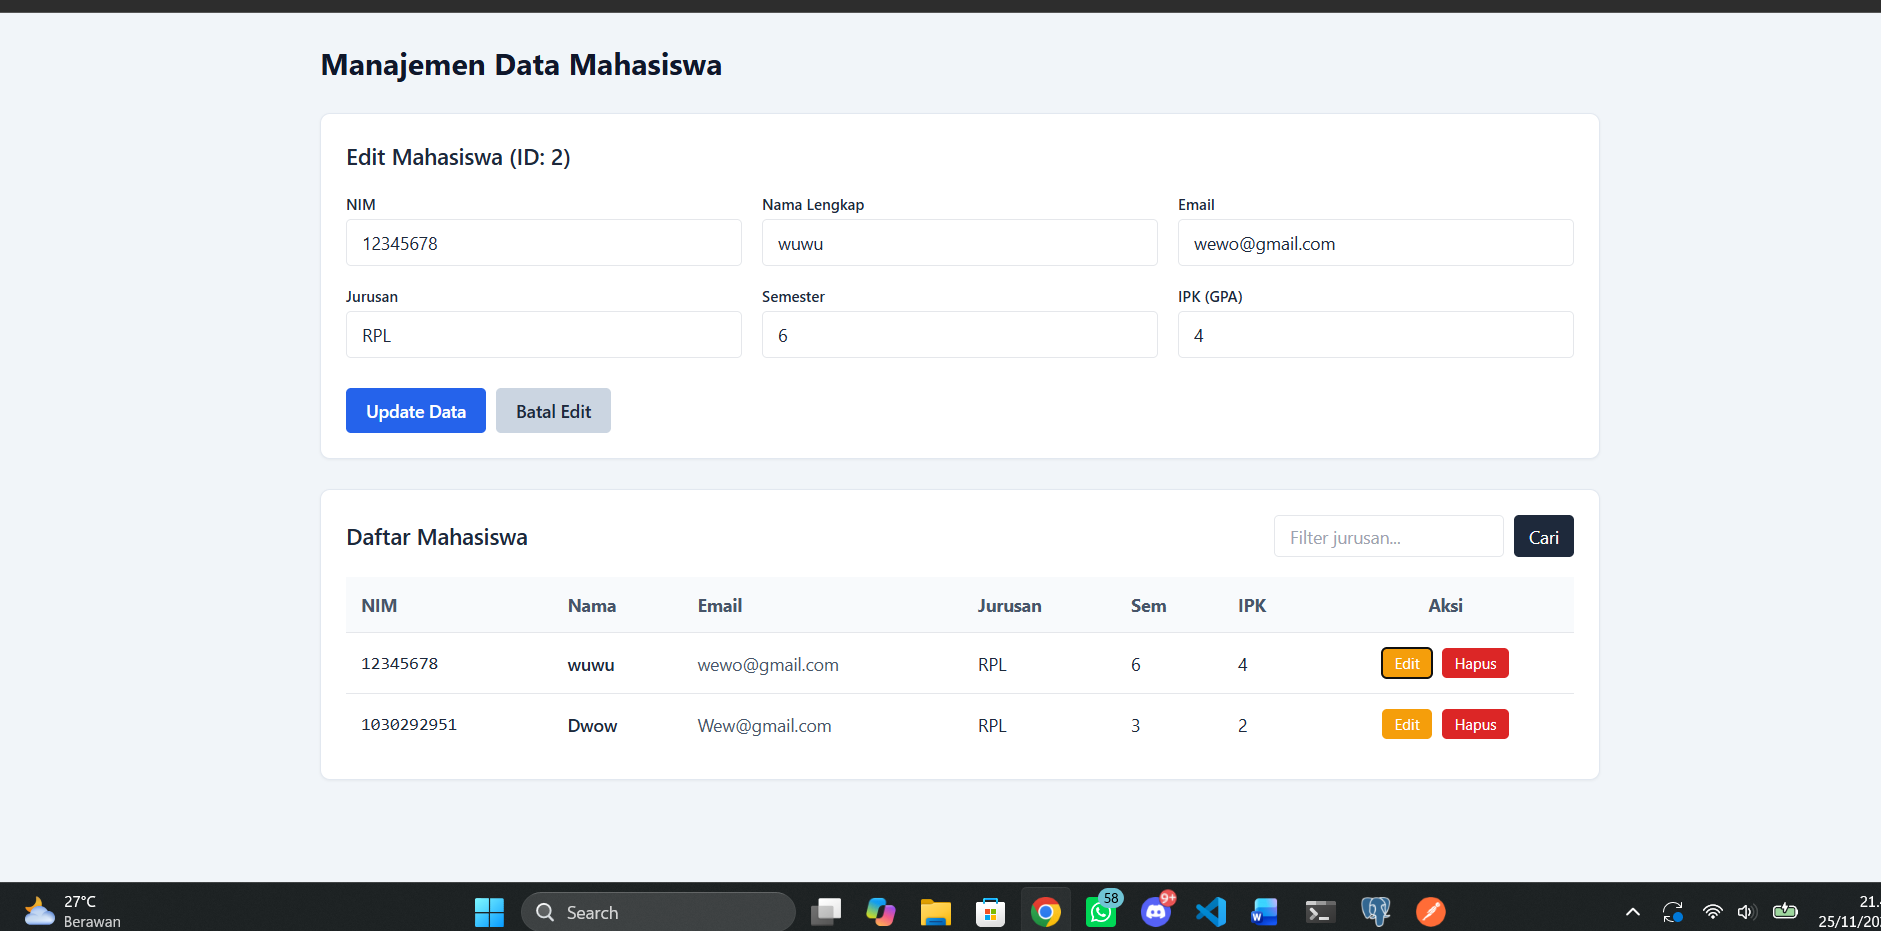 Manajemen Data Mahasiswa
Edit Mahasiswa (ID: 2)
NIM Nama Lengkap Email
12345678 wuwu wewo@gmail.com
Jurusan Semester IPK (GPA)
RPL 6 4
Update Data Batal Edit
Daftar Mahasiswa Filter jurusan... Cari
NIM Nama Email Jurusan Sem IPK Aksi
12345678 wuwu wewo@gmail.com RPL 6 4 Edit Hapus
1030292951 Dwow Wew@gmail.com RPL 3 2 Edit Hapus
27°C
Berawan
Search
58
9+